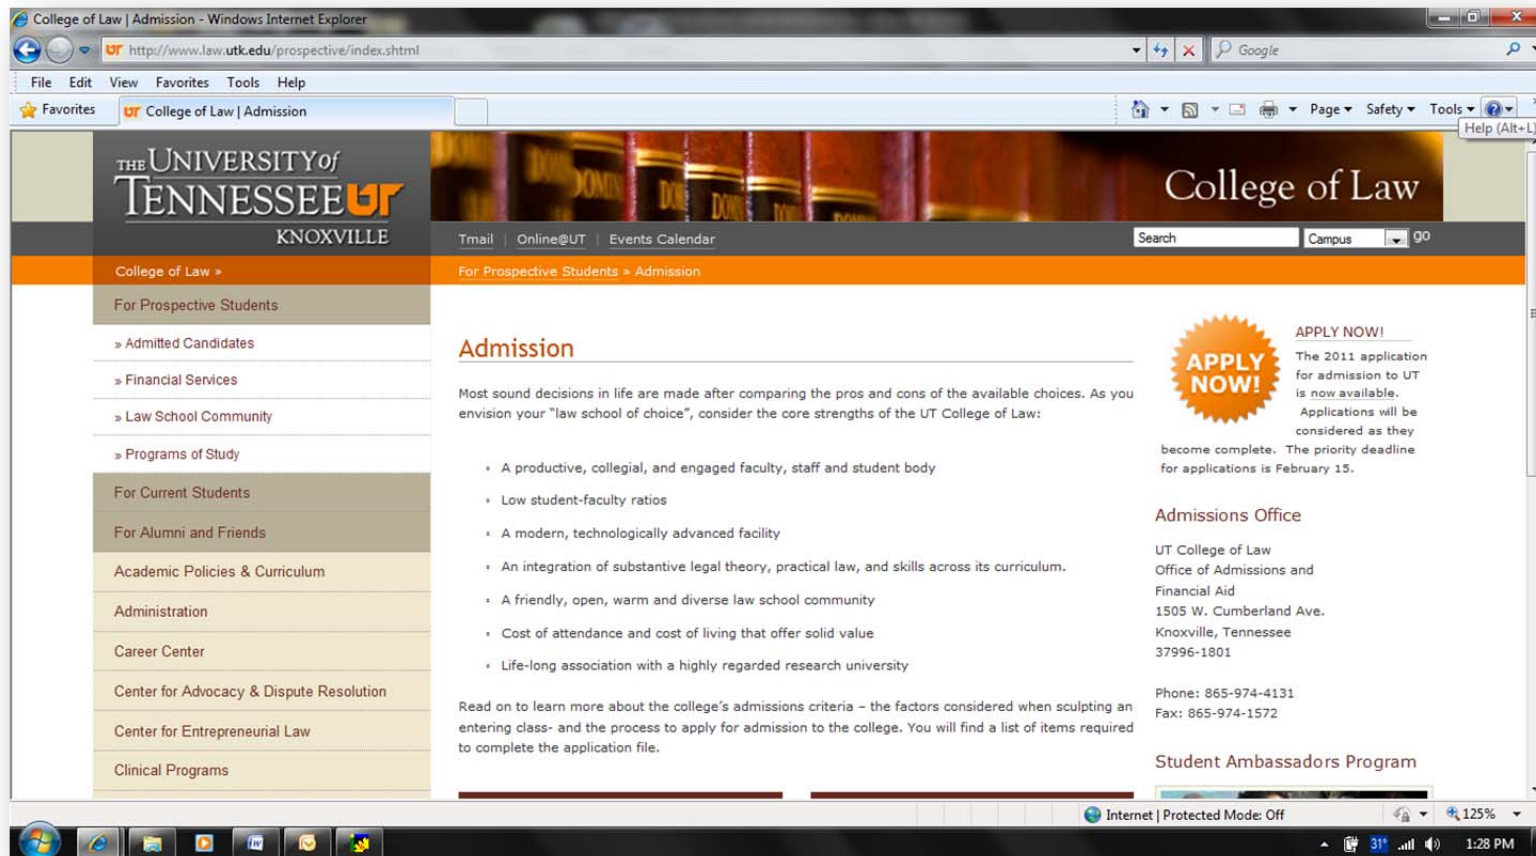 College of Law | Admission - Windows Internet Explorer
http://www.law.utk.edu/prospective/index.shtml
Google
File Edit View Favorites Tools Help
Favorites
College of Law | Admission
Page Safety Tools
Help (Alt+L)
THE UNIVERSITY of
TENNESSEE UT
KNOXVILLE
College of Law
Tmail | Online@UT | Events Calendar
Search
Campus
go
College of Law »
For Prospective Students » Admission
For Prospective Students
» Admitted Candidates
» Financial Services
» Law School Community
» Programs of Study
For Current Students
For Alumni and Friends
Academic Policies & Curriculum
Administration
Career Center
Center for Advocacy & Dispute Resolution
Center for Entrepreneurial Law
Clinical Programs
Admission
Most sound decisions in life are made after comparing the pros and cons of the available choices. As you
envision your "law school of choice", consider the core strengths of the UT College of Law:
A productive, collegial, and engaged faculty, staff and student body
Low student-faculty ratios
A modern, technologically advanced facility
An integration of substantive legal theory, practical law, and skills across its curriculum.
A friendly, open, warm and diverse law school community
Cost of attendance and cost of living that offer solid value
Life-long association with a highly regarded research university
Read on to learn more about the college's admissions criteria – the factors considered when sculpting an
entering class- and the process to apply for admission to the college. You will find a list of items required
to complete the application file.
APPLY
NOW!
APPLY NOW!
The 2011 application
for admission to UT
is now available.
Applications will be
considered as they
become complete. The priority deadline
for applications is February 15.
Admissions Office
UT College of Law
Office of Admissions and
Financial Aid
1505 W. Cumberland Ave.
Knoxville, Tennessee
37996-1801
Phone: 865-974-4131
Fax: 865-974-1572
Student Ambassadors Program
Internet | Protected Mode: Off
125%
31°
1:28 PM